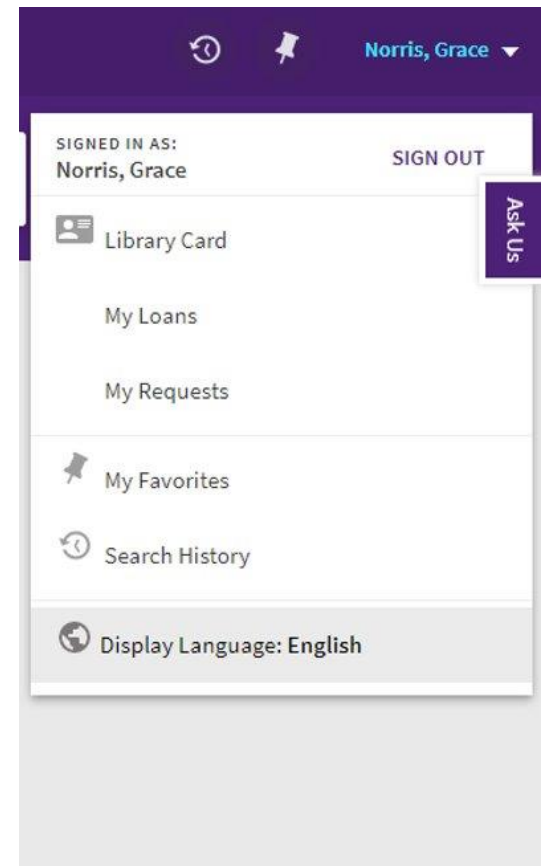 Norris, Grace
SIGNED IN AS:
Norris, Grace
SIGN OUT
Ask Us
Library Card
My Loans
My Requests
My Favorites
Search History
Display Language: English